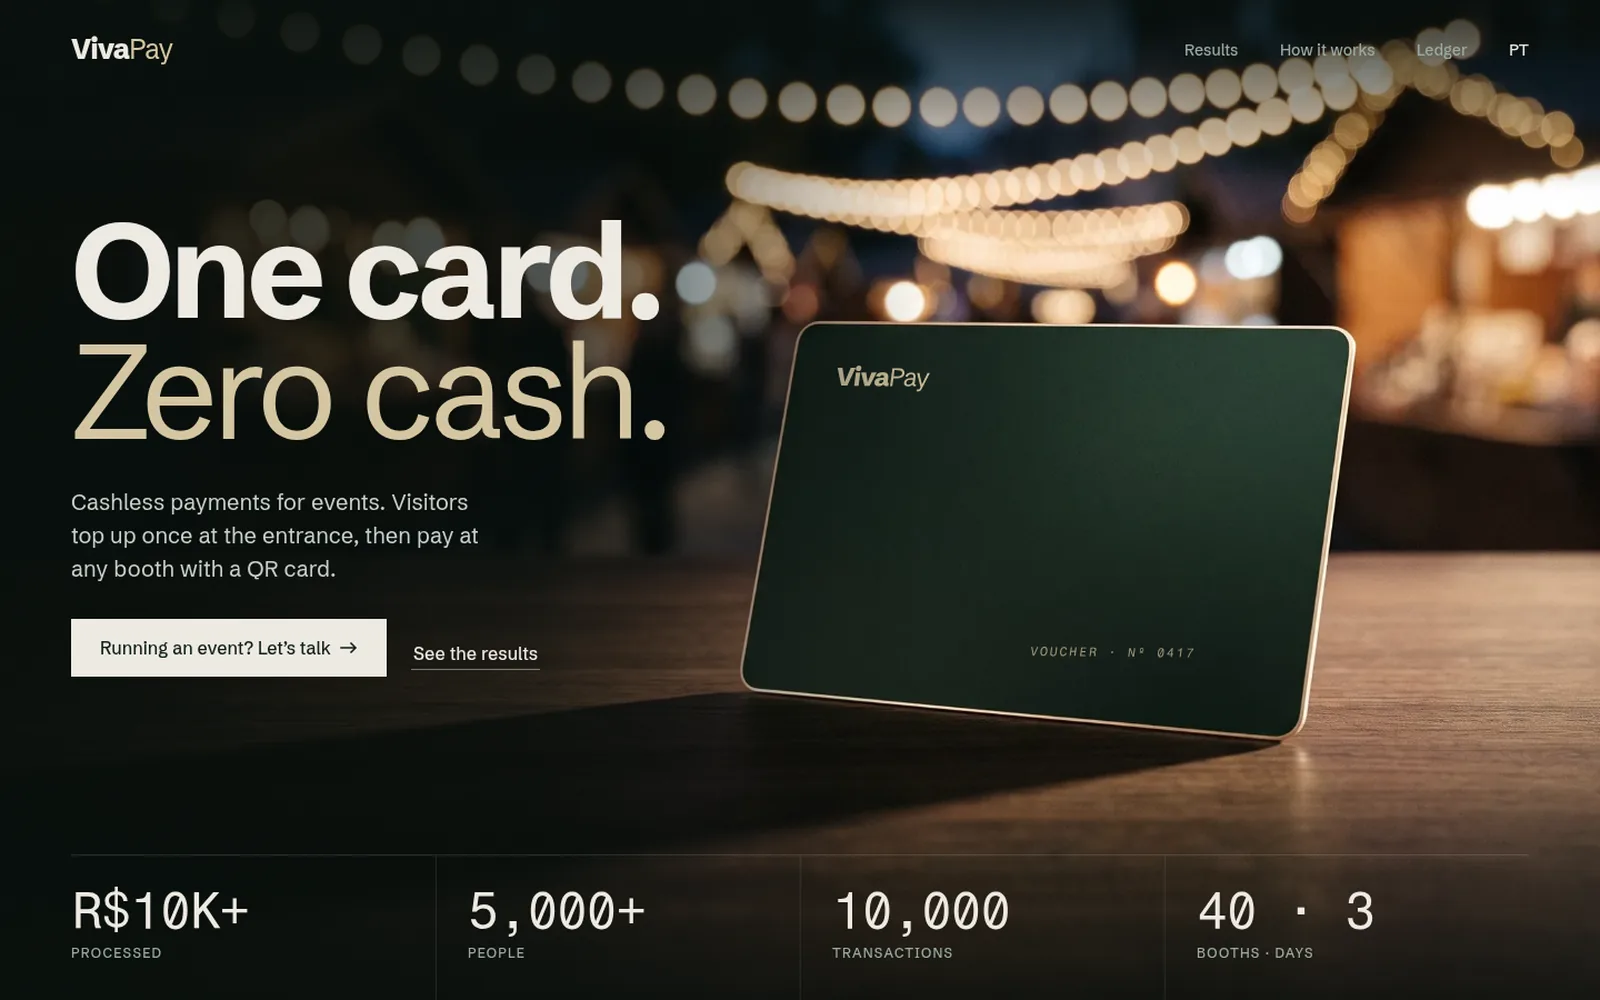 VivaPay
Results How it works Ledger PT
One card.
Zero cash.
Cashless payments for events. Visitors
top up once at the entrance, then pay at
any booth with a QR card.
Running an event? Let’s talk →
See the results
VivaPay
VOUCHER · Nº 0417
R$10K+
PROCESSED
5,000+
PEOPLE
10,000
TRANSACTIONS
40 · 3
BOOTHS · DAYS